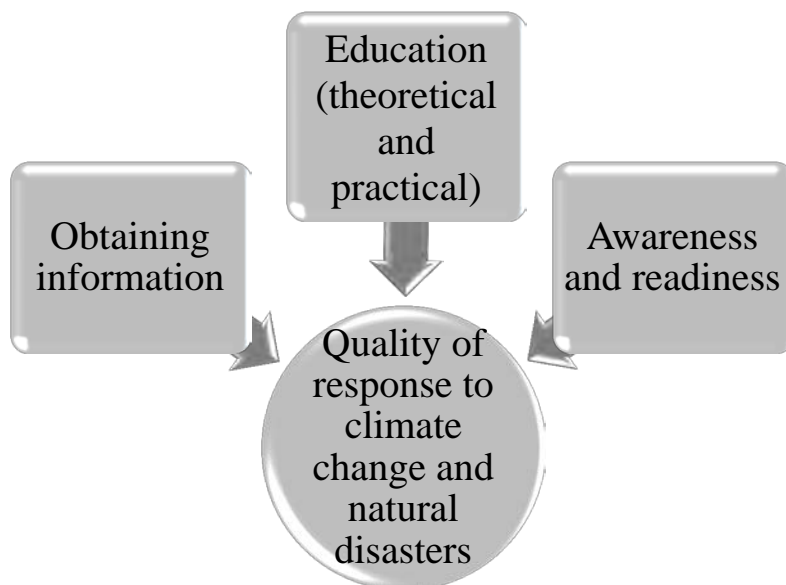 Education
(theoretical
and
practical)
Obtaining
information
Awareness
and readiness
Quality of
response to
climate
change and
natural
disasters